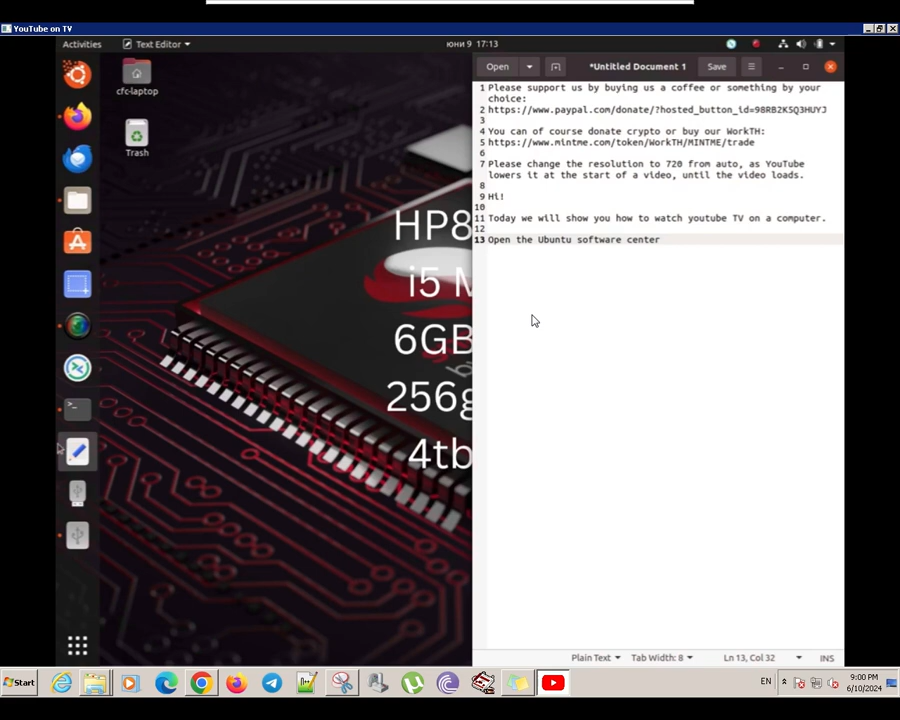 YouTube on TV
Activities
Text Editor
юни 9 17:13
Open
*Untitled Document 1
Save
cfc-laptop
Trash
HP8
i5 M
6GB
256g
4tb
1 Please support us by buying us a coffee or something by your
choice:
2 https://www.paypal.com/donate/?hosted_button_id=98RB2K5Q3HUYJ
3
4 You can of course donate crypto or buy our WorkTH:
5 https://www.mintme.com/token/WorkTH/MINTME/trade
6
7 Please change the resolution to 720 from auto, as YouTube
lowers it at the start of a video, until the video loads.
8
9 Hi!
10
11 Today we will show you how to watch youtube TV on a computer.
12
13 Open the Ubuntu software center
Plain Text
Tab Width: 8
Ln 13, Col 32
INS
Start
EN
9:00 PM
6/10/2024